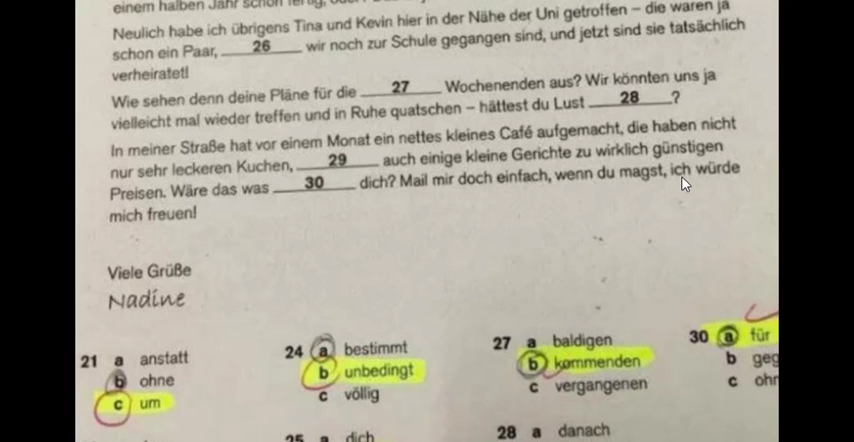 einem halben Jahr schon fertig,
Neulich habe ich übrigens Tina und Kevin hier in der Nähe der Uni getroffen – die waren ja
schon ein Paar, 26 wir noch zur Schule gegangen sind, und jetzt sind sie tatsächlich
verheiratet!
Wie sehen denn deine Pläne für die 27 Wochenenden aus? Wir könnten uns ja
vielleicht mal wieder treffen und in Ruhe quatschen – hättest du Lust 28 ?
In meiner Straße hat vor einem Monat ein nettes kleines Café aufgemacht, die haben nicht
nur sehr leckeren Kuchen, 29 auch einige kleine Gerichte zu wirklich günstigen
Preisen. Wäre das was 30 dich? Mail mir doch einfach, wenn du magst, ich würde
mich freuen!
Viele Grüße
Nadine
21 a anstatt
b ohne
c um
24 a bestimmt
b unbedingt
c völlig
25 a dich
27 a baldigen
b kommenden
c vergangenen
28 a danach
30 a für
b geg
c ohn